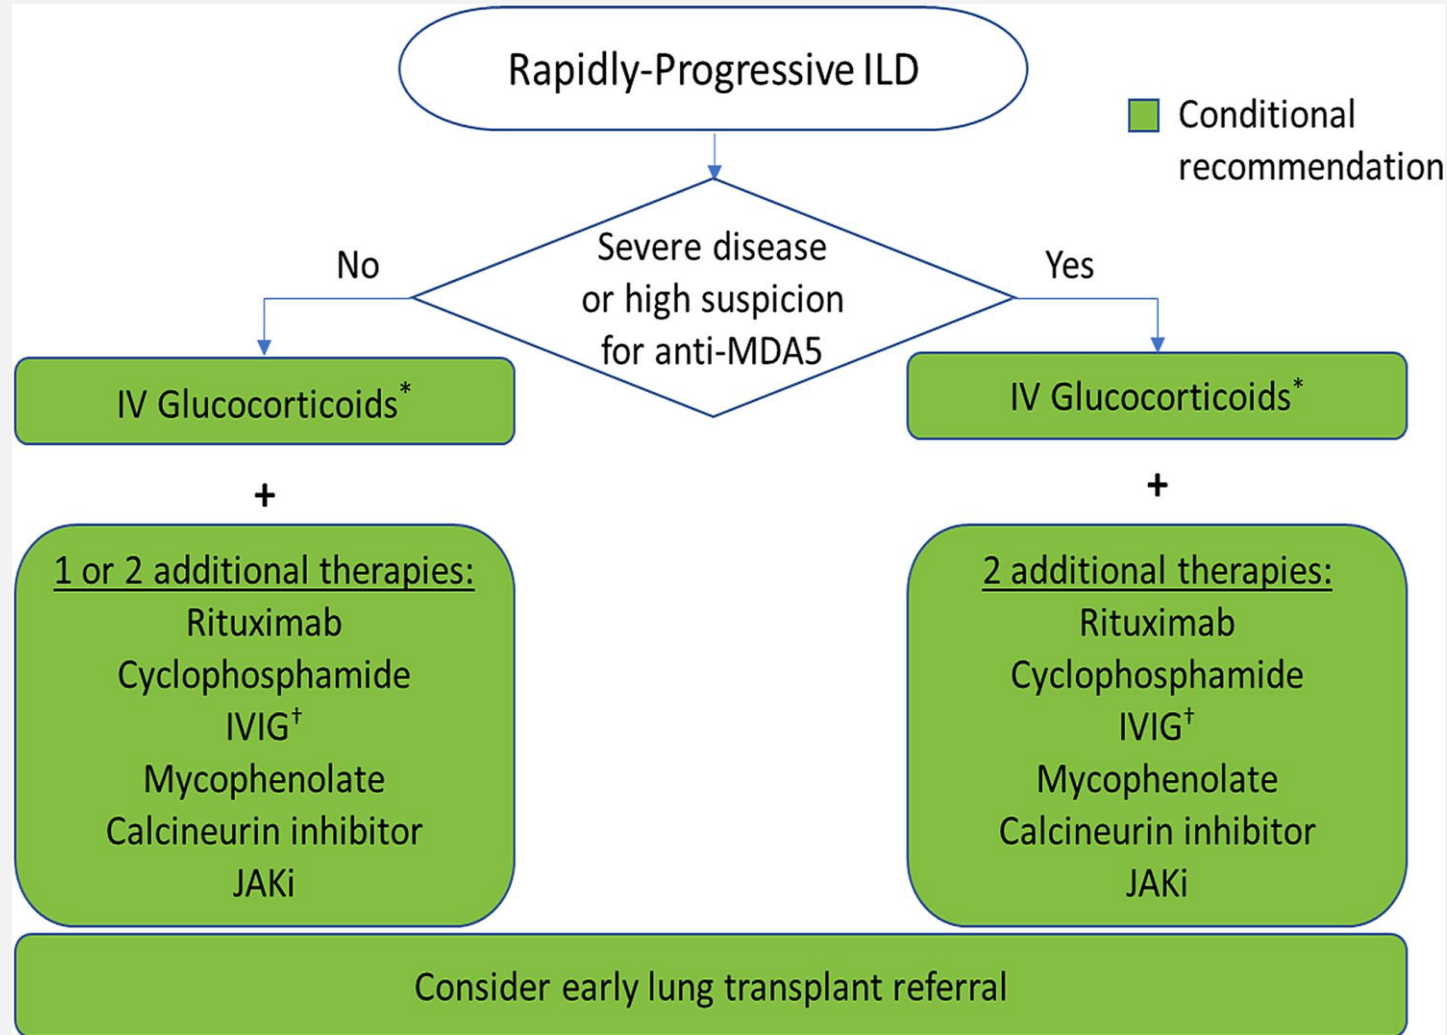 Rapidly-Progressive ILD
Conditional
recommendation
Severe disease
or high suspicion
for anti-MDA5
No
Yes
IV Glucocorticoids*
+
1 or 2 additional therapies:
Rituximab
Cyclophosphamide
IVIG†
Mycophenolate
Calcineurin inhibitor
JAKi
IV Glucocorticoids*
+
2 additional therapies:
Rituximab
Cyclophosphamide
IVIG†
Mycophenolate
Calcineurin inhibitor
JAKi
Consider early lung transplant referral